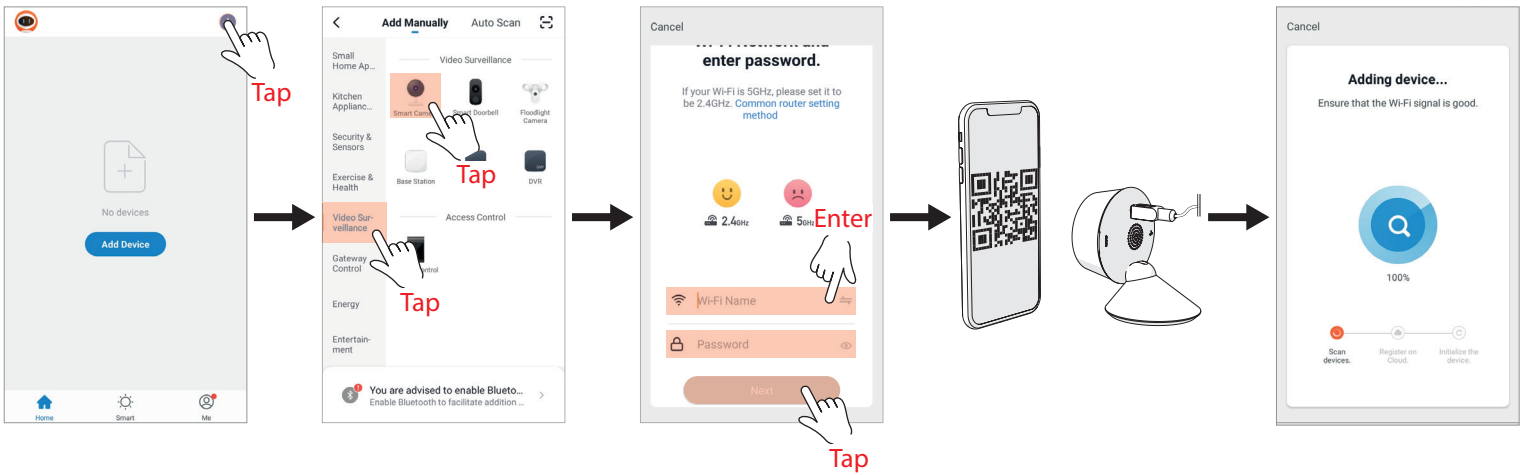 Tap
No devices
Add Device
Home
Smart
Me
Add Manually
Auto Scan
Small
Home Ap...
Kitchen
Applianc...
Security &
Sensors
Exercise &
Health
Video Sur-
veillance
Gateway
Control
Energy
Entertain-
ment
Video Surveillance
Smart Doorbell
Floodlight
Camera
Tap
Base Station
DVR
DVR
Access Control
Tap
You are advised to enable Blueto...
Enable Bluetooth to facilitate addition ...
Cancel
enter password.
If your Wi-Fi is 5GHz, please set it to
be 2.4GHz. Common router setting
method
2.4GHz
5GHz
Enter
Wi-Fi Name
Password
Next
Tap
Cancel
Adding device...
Ensure that the Wi-Fi signal is good.
100%
Scan
devices.
Register on
Cloud.
Initialize the
device.